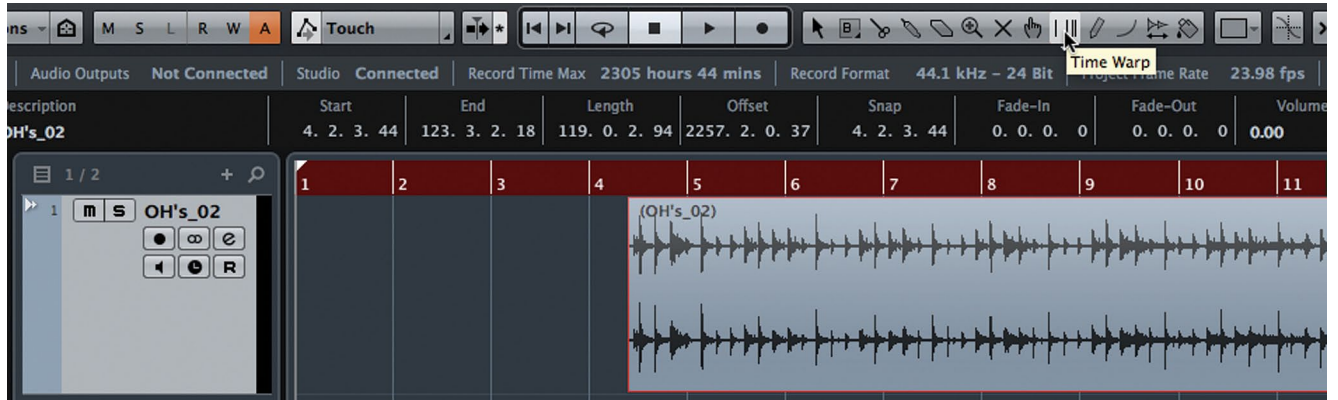 ns M S L R W A Touch B
Time Warp
Audio Outputs Not Connected Studio Connected Record Time Max 2305 hours 44 mins Record Format 44.1 kHz – 24 Bit Project Frame Rate 23.98 fps
escription Start End Length Offset Snap Fade-In Fade-Out Volume
OH's_02 4. 2. 3. 44 123. 3. 2. 18 119. 0. 2. 94 2257. 2. 0. 37 4. 2. 3. 44 0. 0. 0. 0 0. 0. 0. 0 0.00
1 / 2 +
1 2 3 4 5 6 7 8 9 10 11
1 m s OH's_02
(OH's_02)
e
R